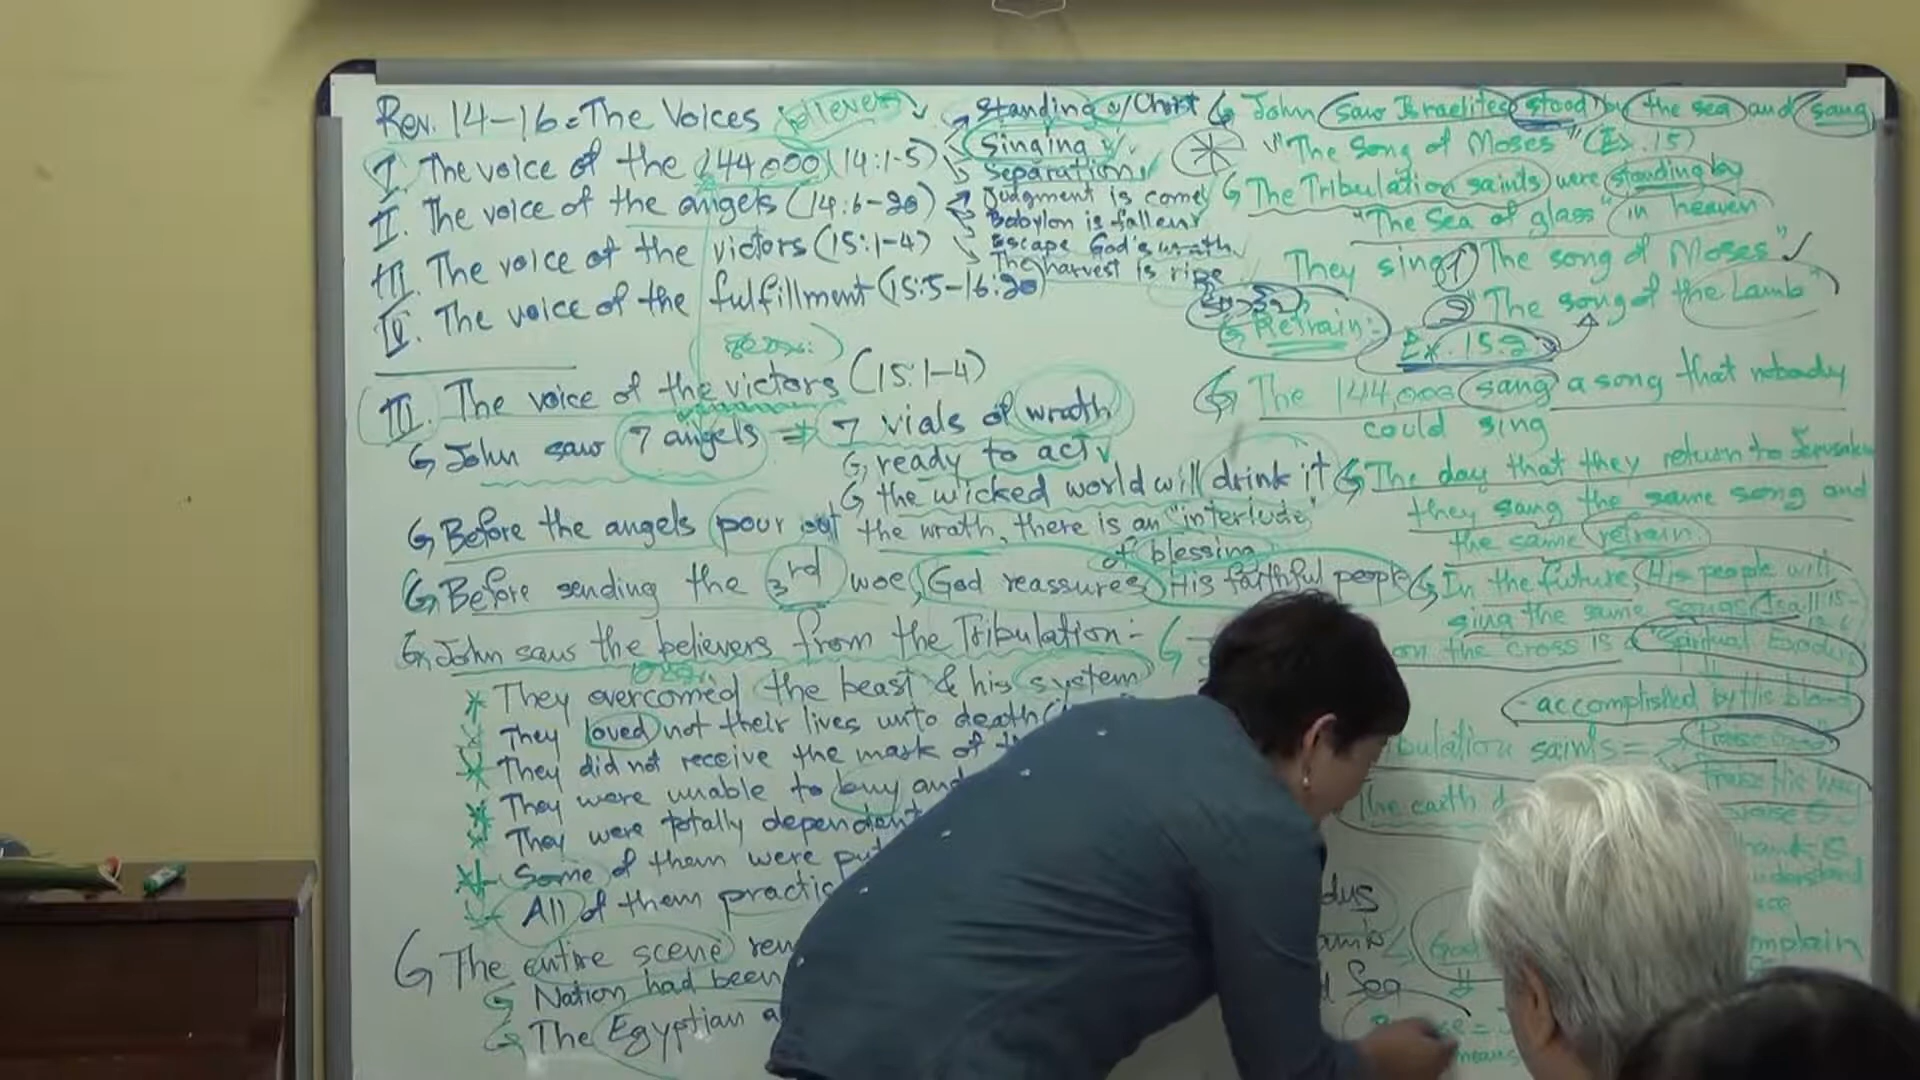 Rev. 14-16 = The Voices believers
I. The voice of the 144,000 (14:1-5)
II. The voice of the angels (14:6-20)
III. The voice of the victors (15:1-4)
IV. The voice of the fulfillment (15:5-16:20)
Standing w/ Christ
Singing
Separation
Judgment is come
Babylon is fallen
Escape God's wrath
The harvest is ripe
III. The voice of the victors (15:1-4)
John saw 7 angels ⇒ 7 vials of wrath
ready to act
the wicked world will drink it
Before the angels pour out the wrath, there is an "interlude"
of blessing
Before sending the 3rd woe, God reassures His faithful people
John saw the believers from the Tribulation:-
* They overcomed the beast & his system
* They loved not their lives unto death
* They did not receive the mark of
* They were unable to buy and
* They were totally dependent
* Some of them were put
* All of them practic
The entire scene rem
Nation had been
The Egyptian a
John saw Israelites stood by the sea and sang
"The Song of Moses" (Ex. 15)
The Tribulation saints were standing by
"The Sea of glass" in heaven
They sing 1) "The song of Moses" ✓
2) "The song of the Lamb"
Refrain:-
Ex. 15:2
The 144,000 sang a song that nobody
could sing
The day that they return to Jerusalem
they sang the same song and
the same refrain.
In the future, His people will
sing the same songs
on the cross is a "Spiritual Exodus"
- accomplished by His blood
bulation saints =
The earth
dus
God
Sea
mplain
means